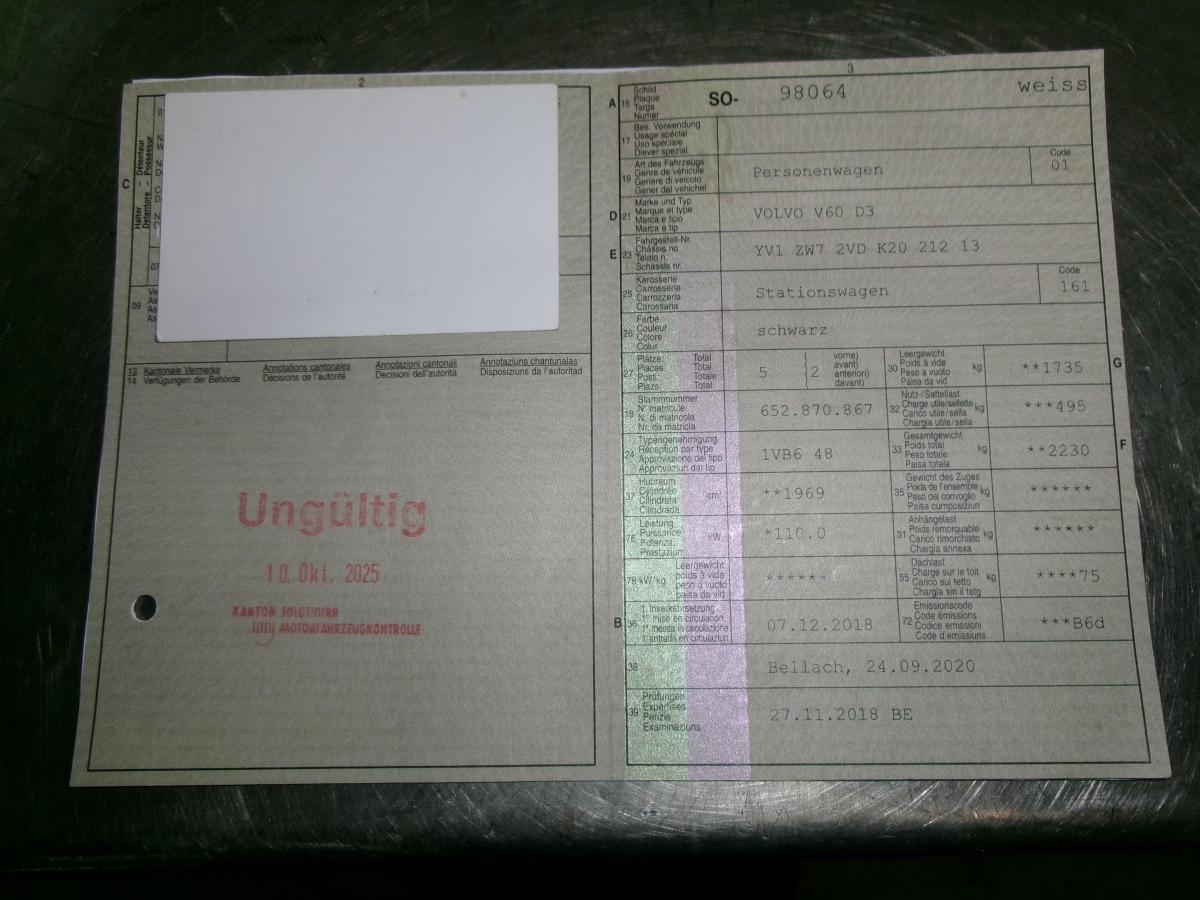 2
C
Halter - Détenteur
Detentore - Possessur
07
09
Ve
As
As
As
13 Kantonale Vermerke
14 Verfügungen der Behörde
Annotations cantonales
Décisions de l'autorité
Annotazioni cantonali
Decisioni dell'autorità
Annotaziuns chantunalas
Disposiziuns da l'autoritad
Ungültig
10. Okt. 2025
KANTON SOLOTHURN
MOTORFAHRZEUGKONTROLLE
3
A 15 Schild
Plaque
Targa
Numer
SO- 98064 weiss
17 Bes. Verwendung
Usage spécial
Uso speciale
Diever spezial
19 Art des Fahrzeugs
Genre de véhicule
Genere di veicolo
Gener dal vehichel
Personenwagen
Code
01
D 21 Marke und Typ
Marque et type
Marca e tipo
Marca e tip
VOLVO V60 D3
E 23 Fahrgestell-Nr.
Châssis no
Telaio n.
Schassis nr.
YV1 ZW7 2VD K20 212 13
25 Karosserie
Carrosserie
Carrozzeria
Carossaria
Stationswagen
Code
161
26 Farbe
Couleur
Colore
Colur
schwarz
27 Plätze: Total
Places: Total
Posti: Totale
Plazs: Total
5
(2 vorne)
avant)
anteriori)
davant)
30 Leergewicht
Poids à vide
Peso a vuoto
Paisa da vid
kg
**1735
G
18 Stammnummer
N° matricule
N. di matricola
Nr. da matricla
652.870.867
32 Nutz-/Sattellast
Charge utile/sellette
Carico utile/sella
Chargia utila/sella
kg
***495
24 Typengenehmigung
Réception par type
Approvazione del tipo
Approvaziun dal tip
1VB6 48
33 Gesamtgewicht
Poids total
Peso totale
Paisa totala
**2230
F
37 Hubraum
Cylindrée
Cilindrata
Cilindrada
cm³
**1969
35 Gewicht des Zuges
Poids de l'ensemble
Peso del convoglio
Paisa cumposiziun
kg
******
76 Leistung
Puissance
Potenza
Prestaziun
kW
*110.0
31 Anhängelast
Poids remorquable
Carico rimorchiato
Chargia annexa
kg
******
78 kW/kg Leergewicht
poids à vide
peso a vuoto
paisa da vid
******
55 Dachlast
Charge sur le toit
Carico sul tetto
Chargia sin il tetg
kg
****75
B 36 1. Inverkehrsetzung
1re mise en circulation
1a messa in circolazione
1. entrada en circulaziun
07.12.2018
72 Emissionscode
Code émissions
Codice emissioni
Code d'emissiuns
***B6d
38
Bellach, 24.09.2020
39 Prüfungen
Expertises
Perizie
Examinaziuns
27.11.2018 BE